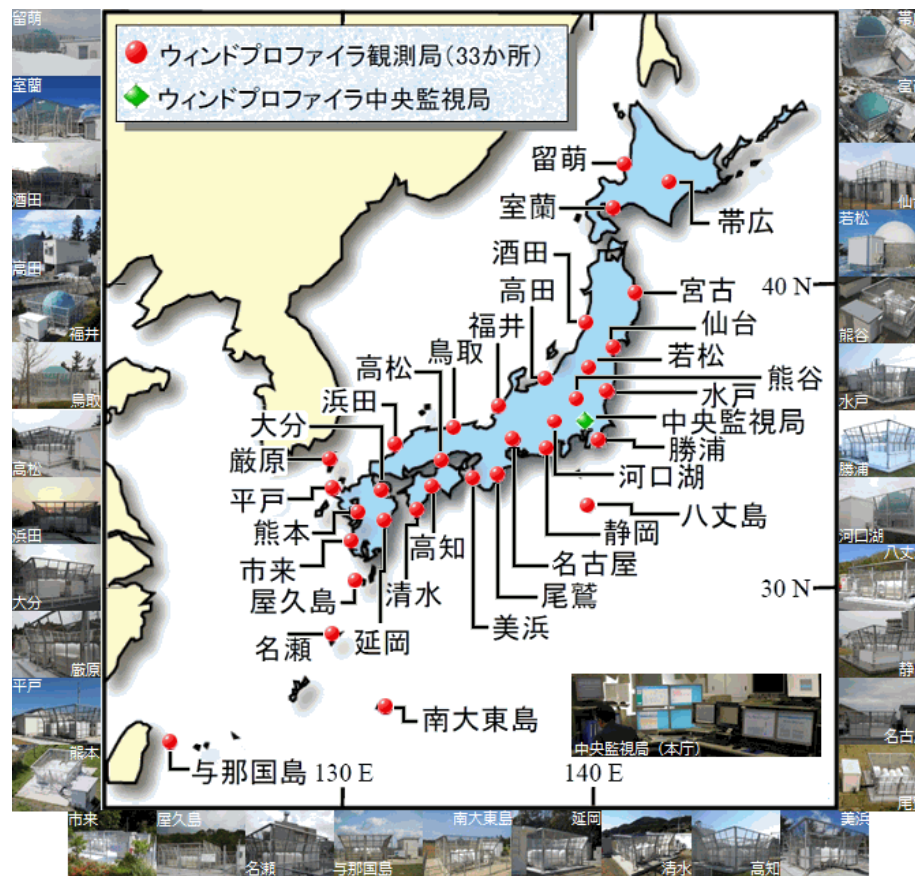 ウィンドプロファイラ観測局(33か所)
ウィンドプロファイラ中央監視局
留萌
帯広
室蘭
酒田
高田
福井
鳥取
高松
浜田
大分
厳原
平戸
熊本
市来
屋久島
名瀬
延岡
清水
高知
美浜
尾鷲
名古屋
静岡
河口湖
八丈島
勝浦
中央監視局
水戸
熊谷
若松
仙台
宮古
南大東島
与那国島
40 N
30 N
130 E
140 E
中央監視局(本庁)
留萌
室蘭
酒田
高田
福井
鳥取
高松
浜田
大分
厳原
平戸
熊本
市来
屋久島
名瀬
与那国島
南大東島
延岡
清水
高知
美浜
帯
宮
仙台
若松
熊谷
水戸
勝浦
河口湖
八丈
静
名古
尾